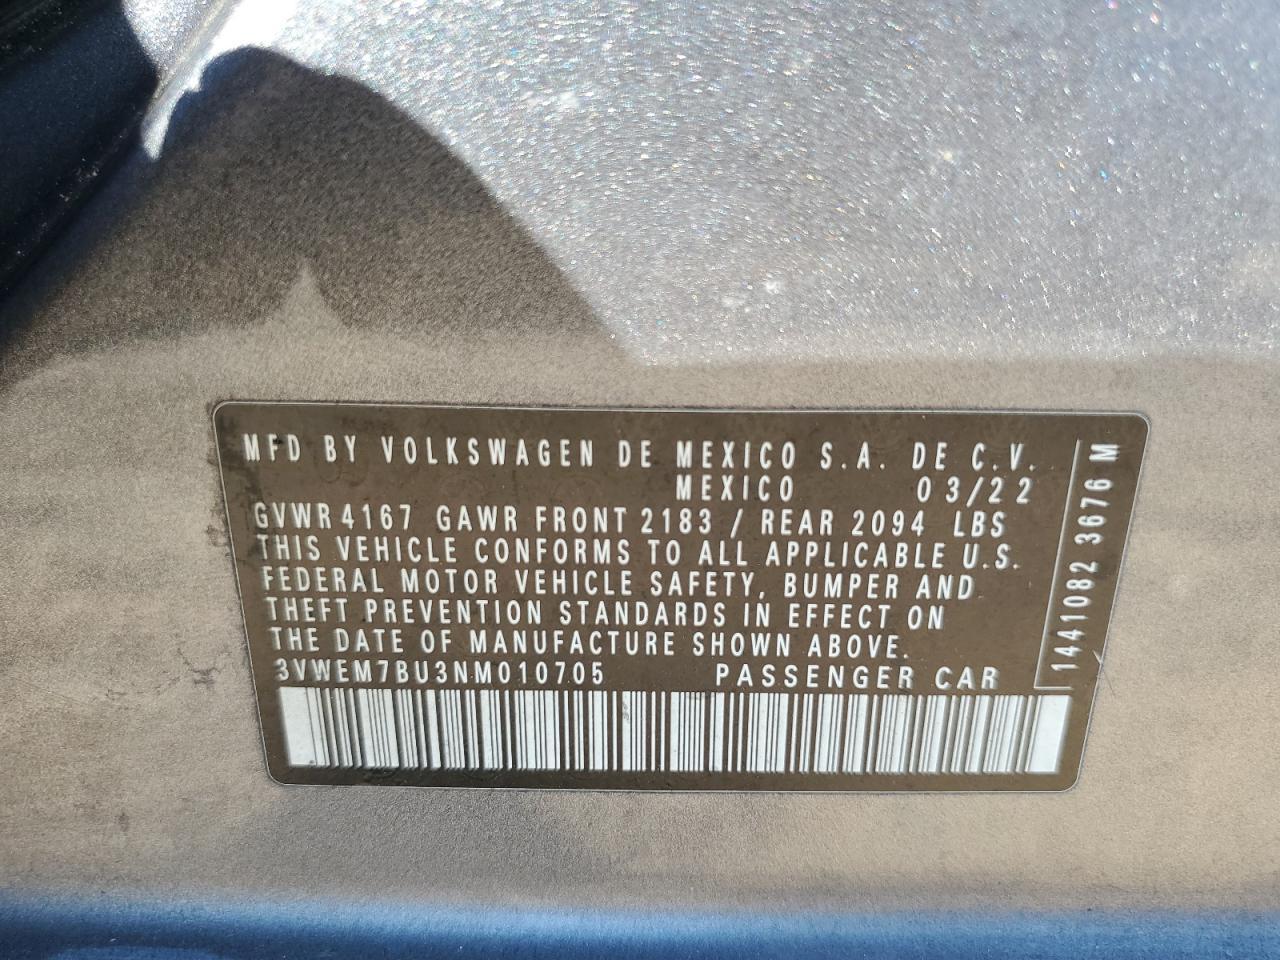 MFD BY VOLKSWAGEN DE MEXICO S.A. DE C.V.
MEXICO 03/22
GVWR 4167 GAWR FRONT 2183 / REAR 2094 LBS
THIS VEHICLE CONFORMS TO ALL APPLICABLE U.S.
FEDERAL MOTOR VEHICLE SAFETY, BUMPER AND
THEFT PREVENTION STANDARDS IN EFFECT ON
THE DATE OF MANUFACTURE SHOWN ABOVE.
3VWEM7BU3NM010705 PASSENGER CAR
1441082 3676 M